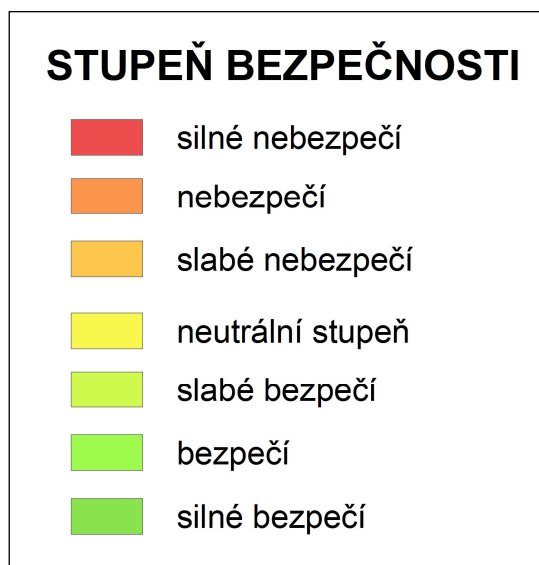 STUPEŇ BEZPEČNOSTI
silné nebezpečí
nebezpečí
slabé nebezpečí
neutrální stupeň
slabé bezpečí
bezpečí
silné bezpečí